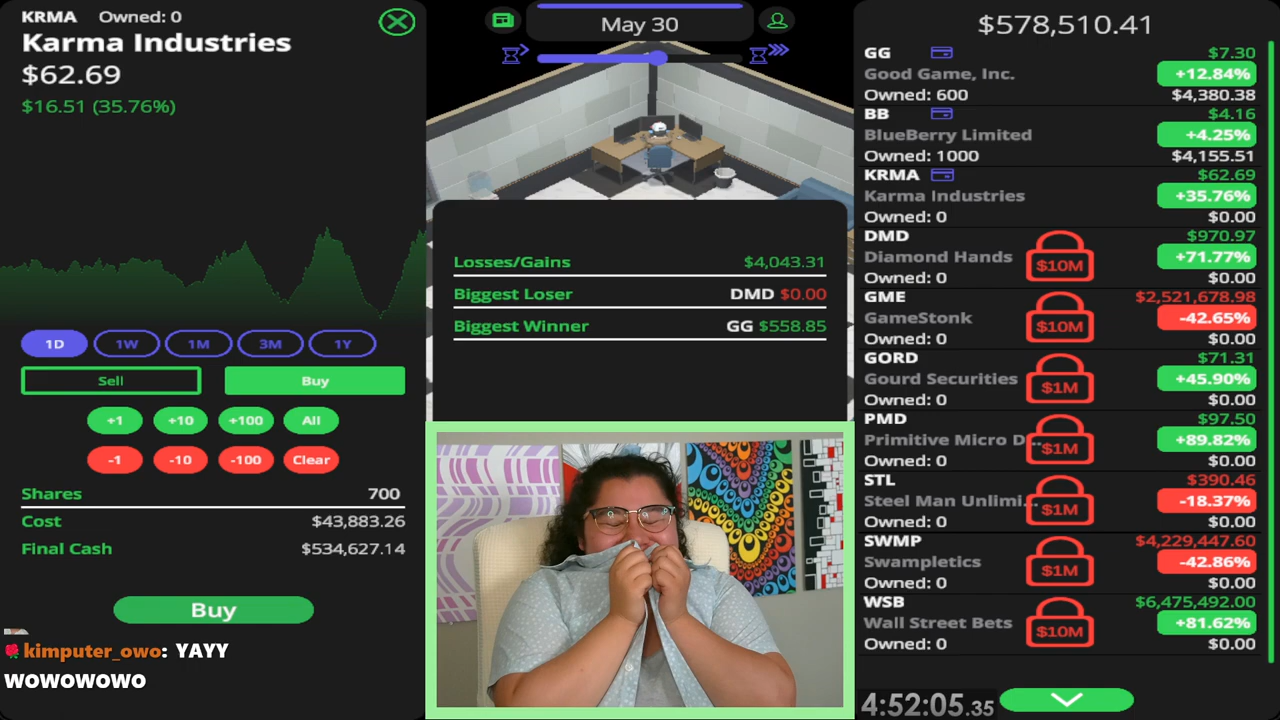 KRMA Owned: 0
Karma Industries
$62.69
$16.51 (35.76%)
1D 1W 1M 3M 1Y
Sell Buy
+1 +10 +100 All
-1 -10 -100 Clear
Shares 700
Cost $43,883.26
Final Cash $534,627.14
Buy
kimputer_owo: YAYY
wowowowo
May 30
Losses/Gains $4,043.31
Biggest Loser DMD $0.00
Biggest Winner GG $558.85
$578,510.41
GG $7.30
Good Game, Inc. +12.84%
Owned: 600 $4,380.38
BB $4.16
BlueBerry Limited +4.25%
Owned: 1000 $4,155.51
KRMA $62.69
Karma Industries +35.76%
Owned: 0 $0.00
DMD $970.97
Diamond Hands $10M +71.77%
Owned: 0 $0.00
GME $2,521,678.98
GameStonk $10M -42.65%
Owned: 0 $0.00
GORD $71.31
Gourd Securities $1M +45.90%
Owned: 0 $0.00
PMD $97.50
Primitive Micro D... $1M +89.82%
Owned: 0 $0.00
STL $390.46
Steel Man Unlimi... $1M -18.37%
Owned: 0 $0.00
SWMP $4,229,447.60
Swampletics $1M -42.86%
Owned: 0 $0.00
WSB $6,475,492.00
Wall Street Bets $10M +81.62%
Owned: 0 $0.00
4:52:05.35